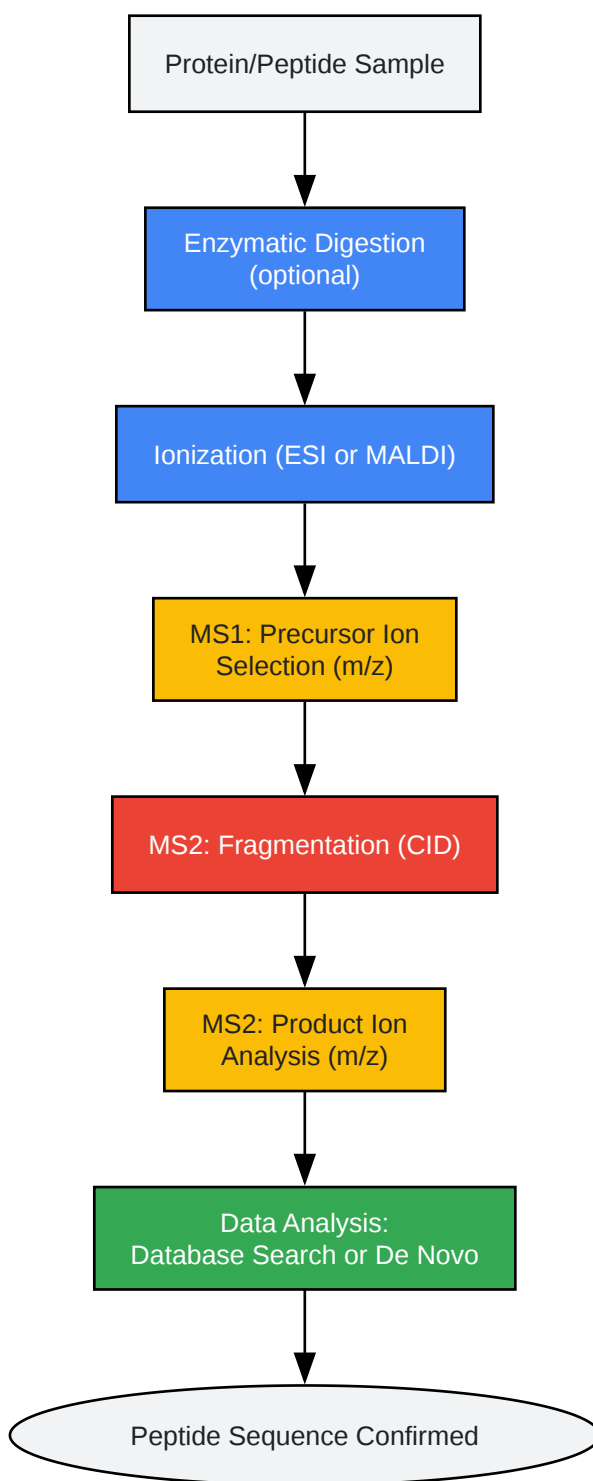 Protein/Peptide Sample
Enzymatic Digestion
(optional)
Ionization (ESI or MALDI)
MS1: Precursor Ion
Selection (m/z)
MS2: Fragmentation (CID)
MS2: Product Ion
Analysis (m/z)
Data Analysis:
Database Search or De Novo
Peptide Sequence Confirmed